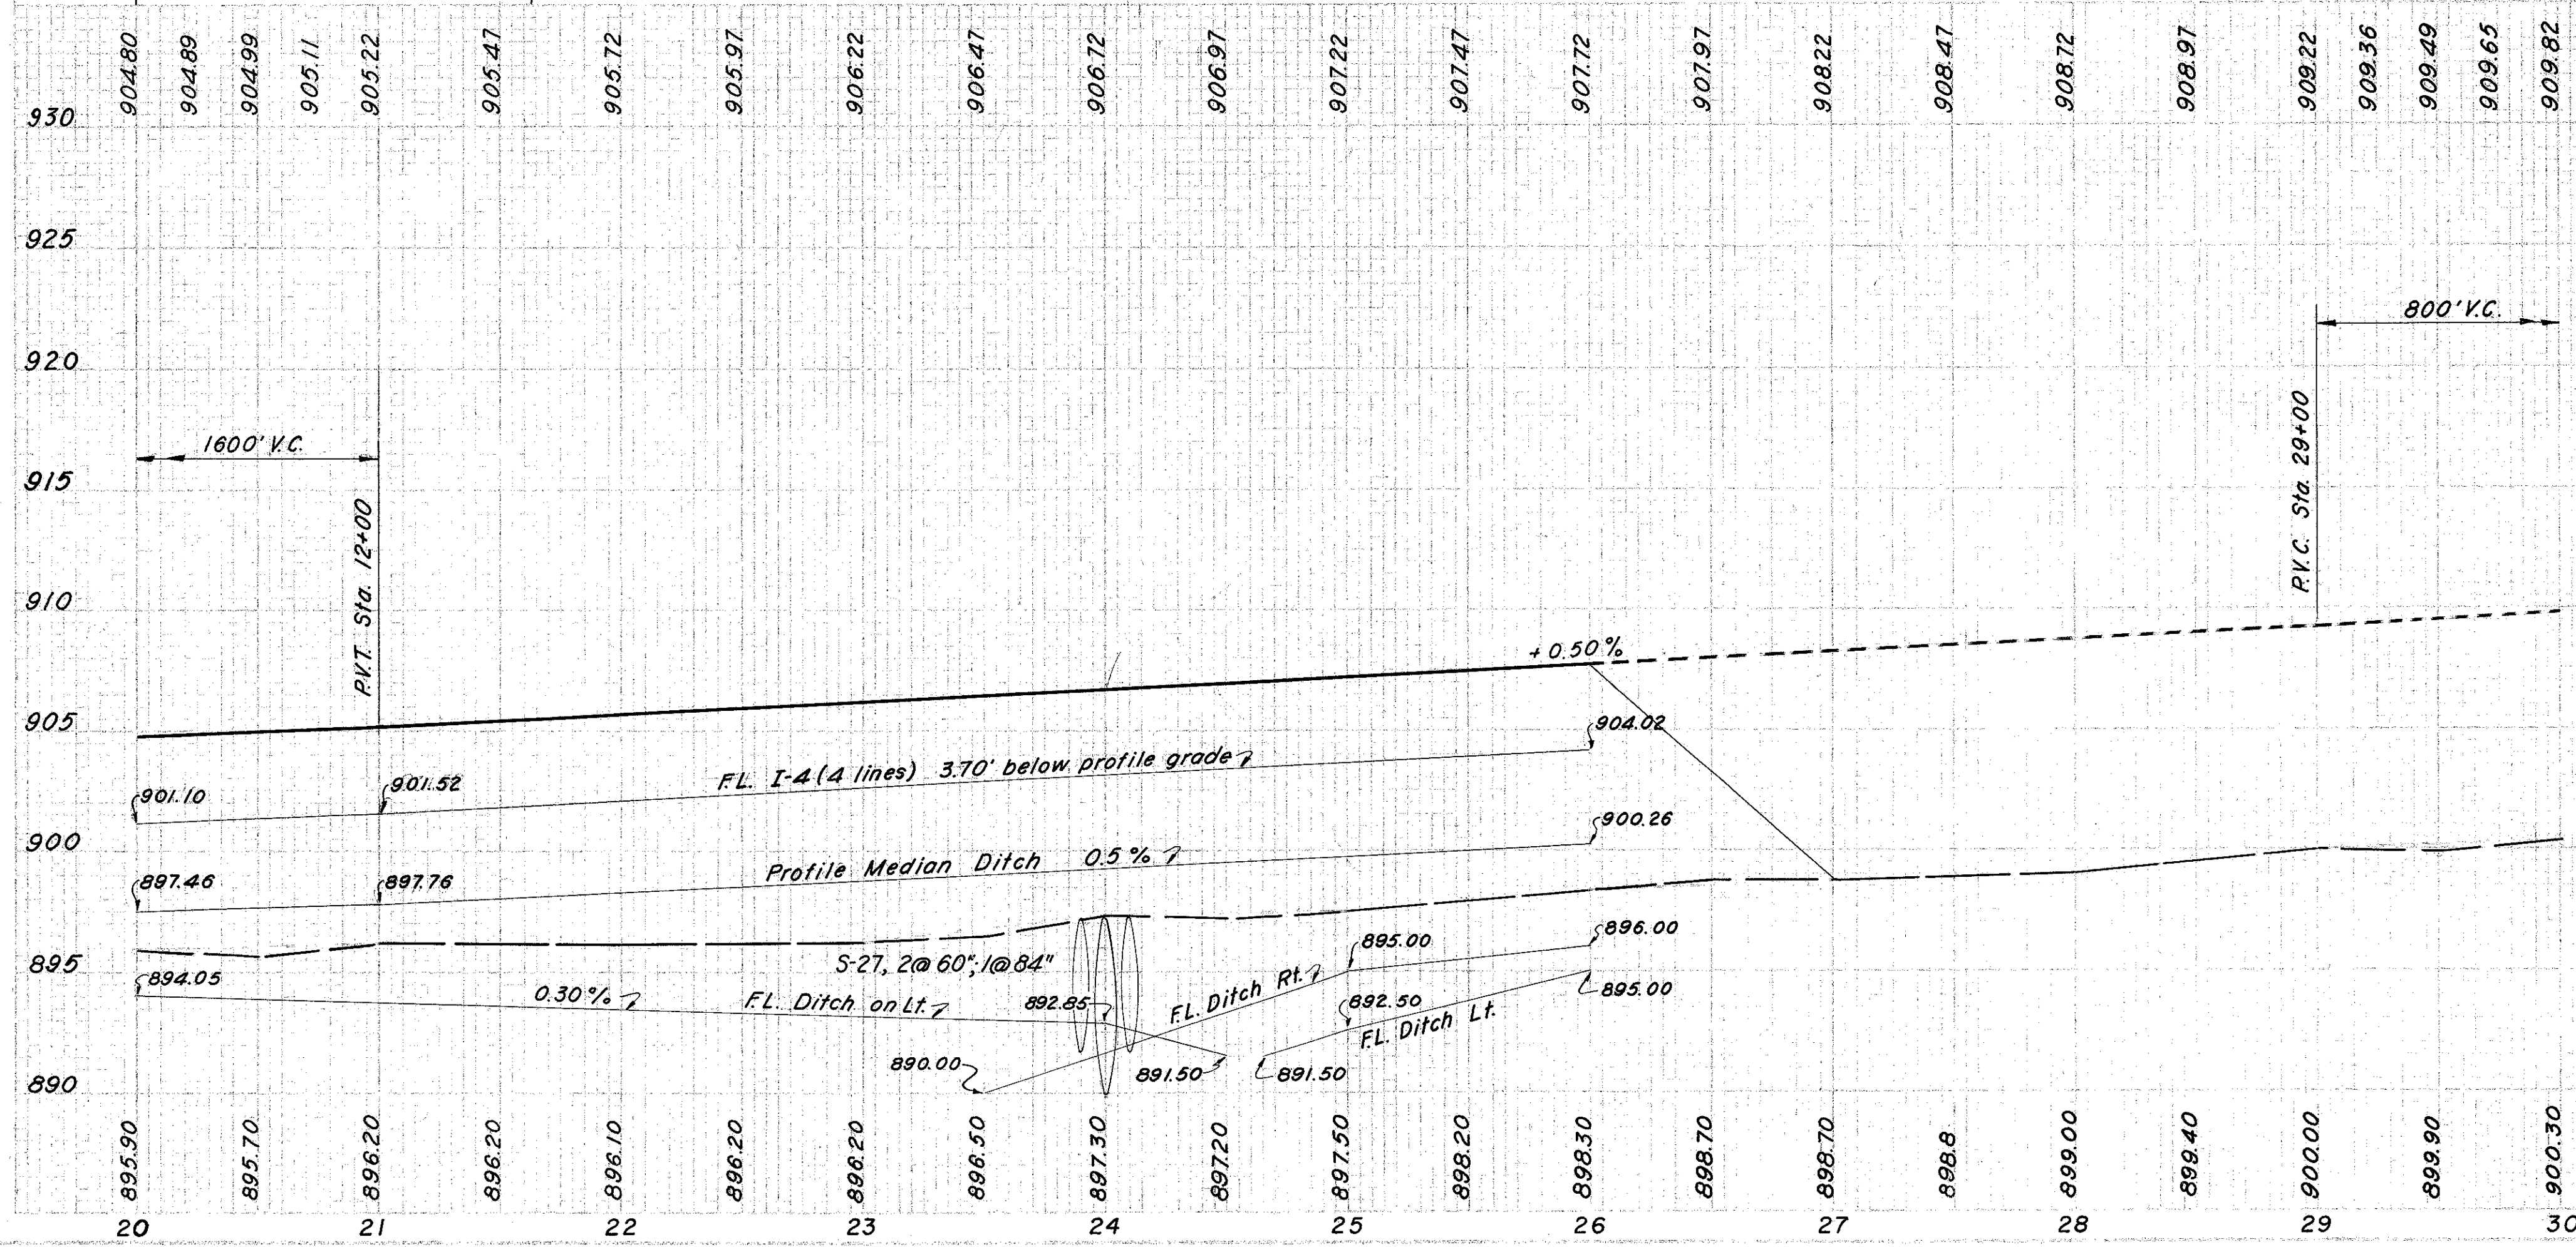 904.80 904.89 904.99 905.11 905.22 905.47 905.72 905.97 906.22 906.47 906.72 906.97 907.22 907.47 907.72 907.97 908.22 908.47 908.72 908.97 909.22 909.36 909.49 909.65 909.82
930
925
800' V.C.
920
P.V.C. Sta. 29+00
1600' V.C.
915
P.V.T. Sta. 12+00
910
+0.50%
905
904.02
F.L. I-4 (4 lines) 3.70' below profile grade
901.10
901.52
900.26
900
Profile Median Ditch 0.5%
897.46
897.76
895.00
896.00
895
S-27, 2@ 60"; 1@ 84"
894.05
0.30%
F.L. Ditch on Lt.
892.85
F.L. Ditch Rt.
892.50
895.00
F.L. Ditch Lt.
890.00
891.50
891.50
890
895.90 895.70 896.20 896.20 896.10 896.20 896.20 896.50 897.30 897.20 897.50 898.20 898.30 898.70 898.70 898.8 899.00 899.40 900.00 899.90 900.30
20 21 22 23 24 25 26 27 28 29 30